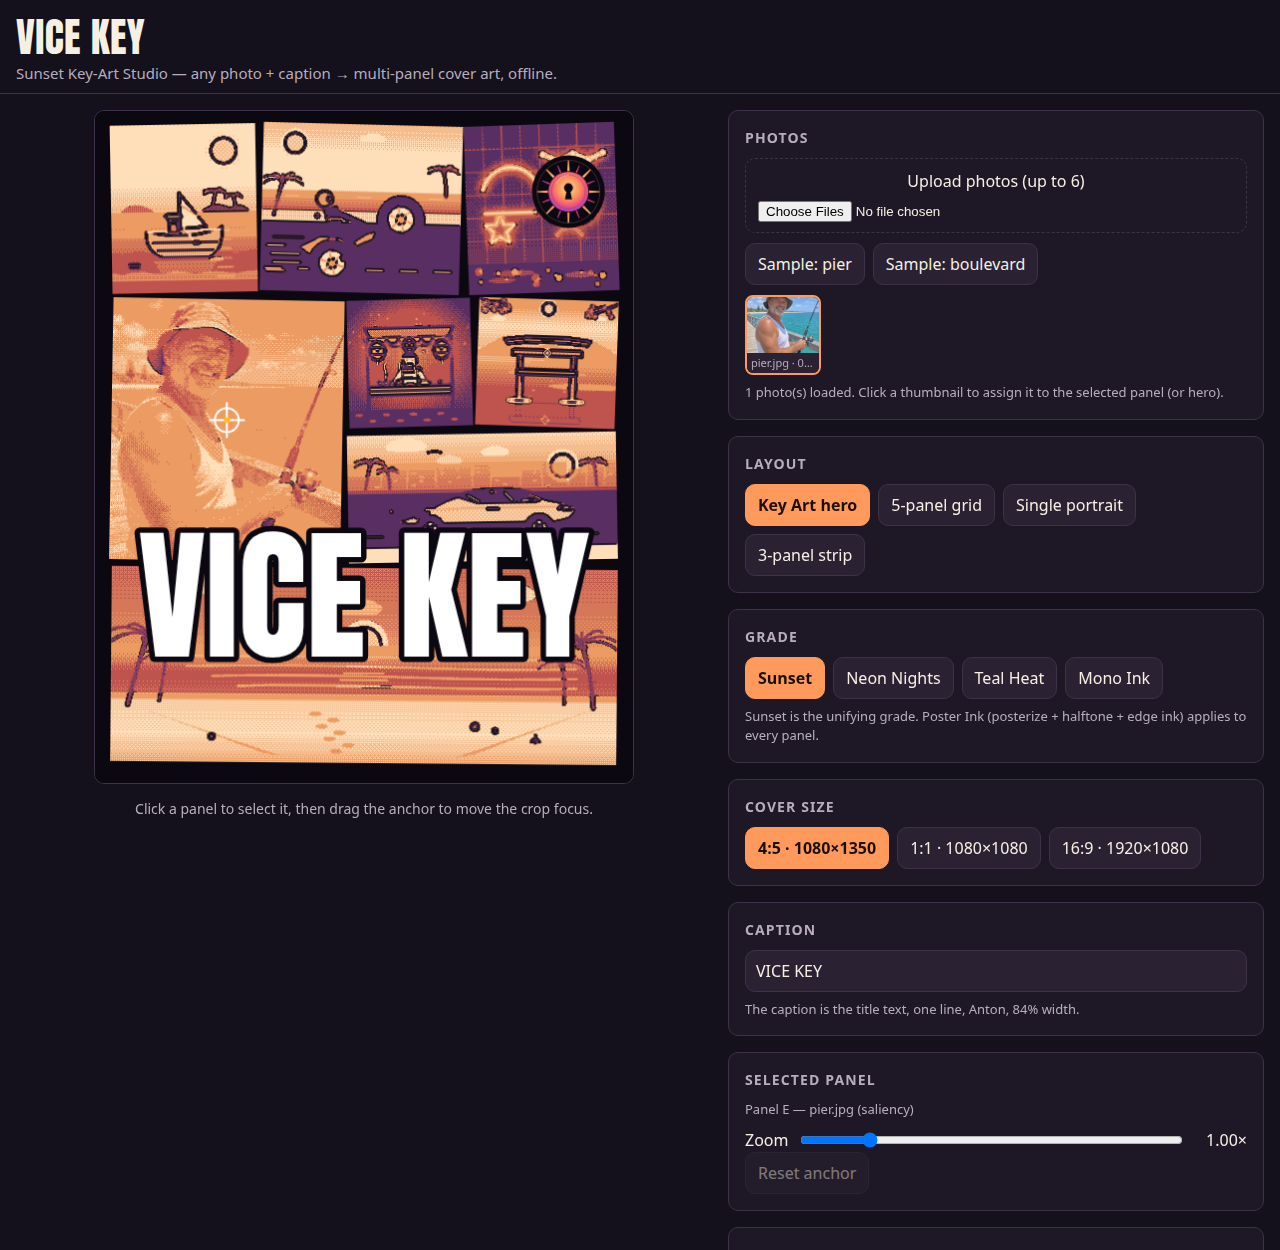 VICE KEY
Sunset Key-Art Studio — any photo + caption → multi-panel cover art, offline.
VICE KEY
Click a panel to select it, then drag the anchor to move the crop focus.
PHOTOS
Upload photos (up to 6)
Choose Files No file chosen
Sample: pier
Sample: boulevard
pier.jpg · 0...
1 photo(s) loaded. Click a thumbnail to assign it to the selected panel (or hero).
LAYOUT
Key Art hero
5-panel grid
Single portrait
3-panel strip
GRADE
Sunset
Neon Nights
Teal Heat
Mono Ink
Sunset is the unifying grade. Poster Ink (posterize + halftone + edge ink) applies to
every panel.
COVER SIZE
4:5 · 1080×1350
1:1 · 1080×1080
16:9 · 1920×1080
CAPTION
VICE KEY
The caption is the title text, one line, Anton, 84% width.
SELECTED PANEL
Panel E — pier.jpg (saliency)
Zoom 1.00×
Reset anchor